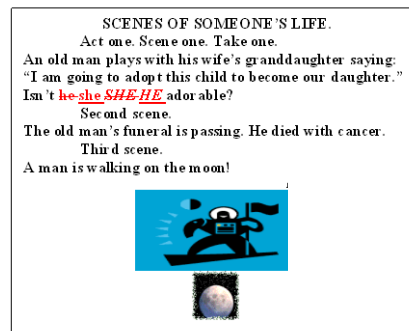 SCENES OF SOMEONE'S LIFE.
Act one. Scene one. Take one.
An old man plays with his wife's granddaughter saying:
“I am going to adopt this child to become our daughter.”
Isn't he she SHE HE adorable?
Second scene.
The old man's funeral is passing. He died with cancer.
Third scene.
A man is walking on the moon!